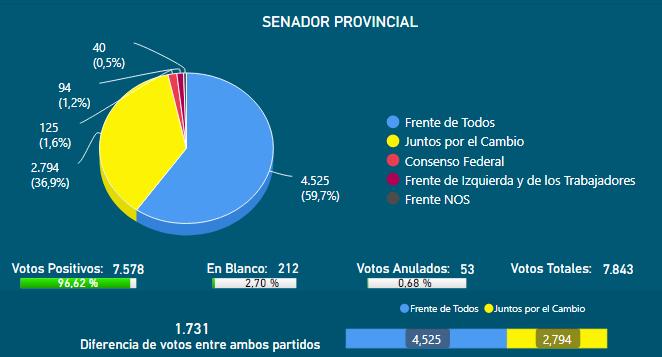 SENADOR PROVINCIAL
40
(0,5%)
94
(1,2%)
125
(1,6%)
2.794
(36,9%)
4.525
(59,7%)
Frente de Todos
Juntos por el Cambio
Consenso Federal
Frente de Izquierda y de los Trabajadores
Frente NOS
Votos Positivos: 7.578
96,62 %
En Blanco: 212
2,70 %
Votos Anulados: 53
0,68 %
Votos Totales: 7.843
Frente de Todos Juntos por el Cambio
1.731
Diferencia de votos entre ambos partidos
4,525 2,794